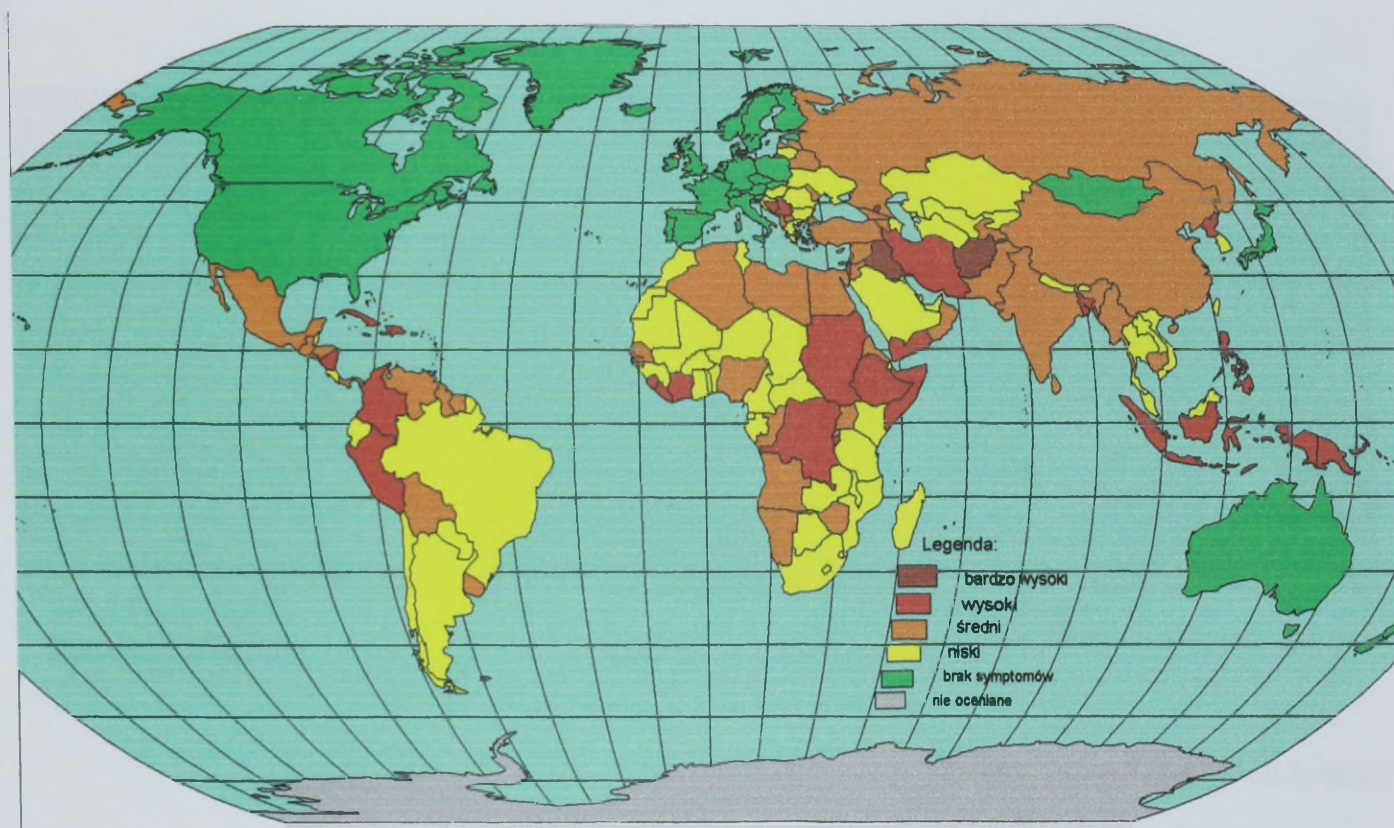 Legenda:
bardzo wysoki
wysoki
średni
niski
brak symptomów
nie oceniane